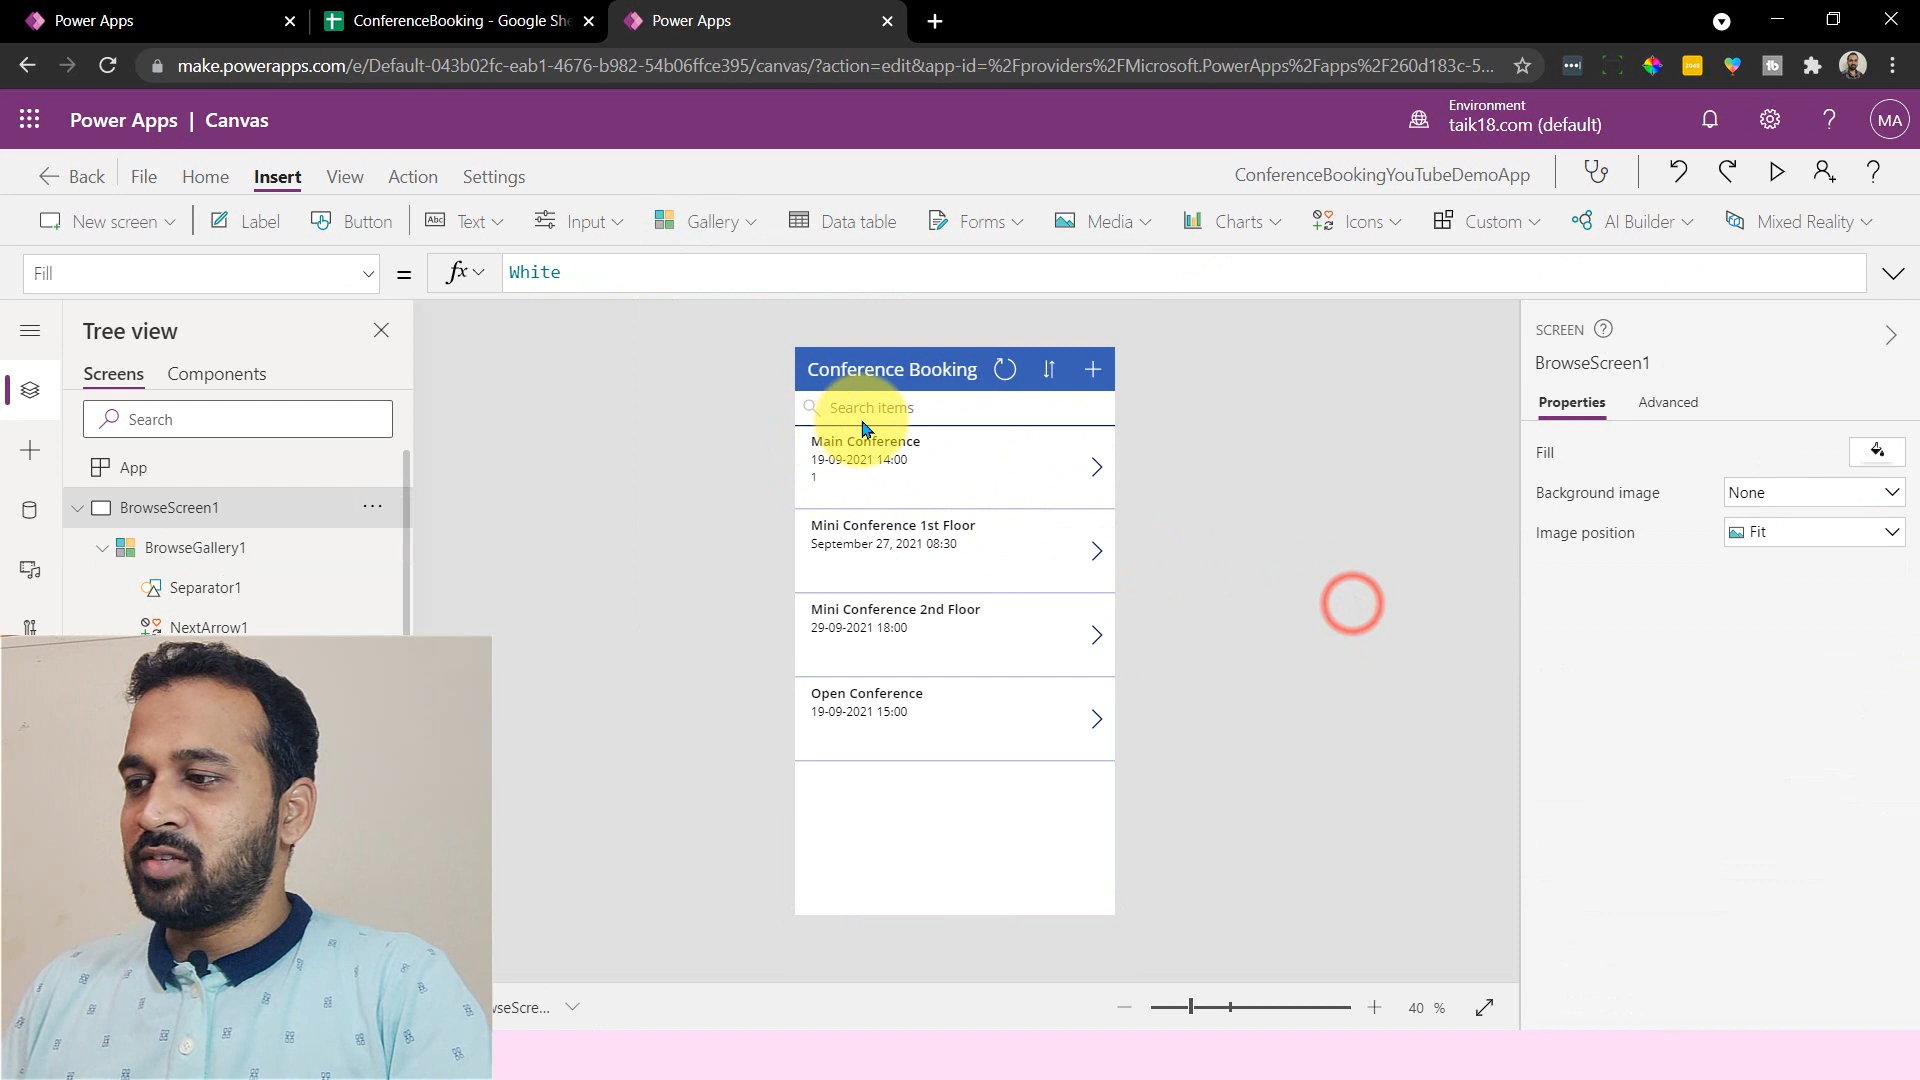 Power Apps
ConferenceBooking - Google She
Power Apps
make.powerapps.com/e/Default-043b02fc-eab1-4676-b982-54b06ffce395/canvas/?action=edit&app-id=%2Fproviders%2FMicrosoft.PowerApps%2Fapps%2F260d183c-5...
Power Apps | Canvas
Environment
taik18.com (default)
MA
Back File Home Insert View Action Settings
ConferenceBookingYouTubeDemoApp
New screen Label Button Abc Text Input Gallery Data table Forms Media Charts Icons Custom AI Builder Mixed Reality
Fill = fx White
Tree view
Screens Components
Search
App
BrowseScreen1
BrowseGallery1
Separator1
NextArrow1
Conference Booking
Search items
Main Conference
19-09-2021 14:00
1
Mini Conference 1st Floor
September 27, 2021 08:30
Mini Conference 2nd Floor
29-09-2021 18:00
Open Conference
19-09-2021 15:00
SCREEN
BrowseScreen1
Properties Advanced
Fill
Background image None
Image position Fit
wseScre...
40 %